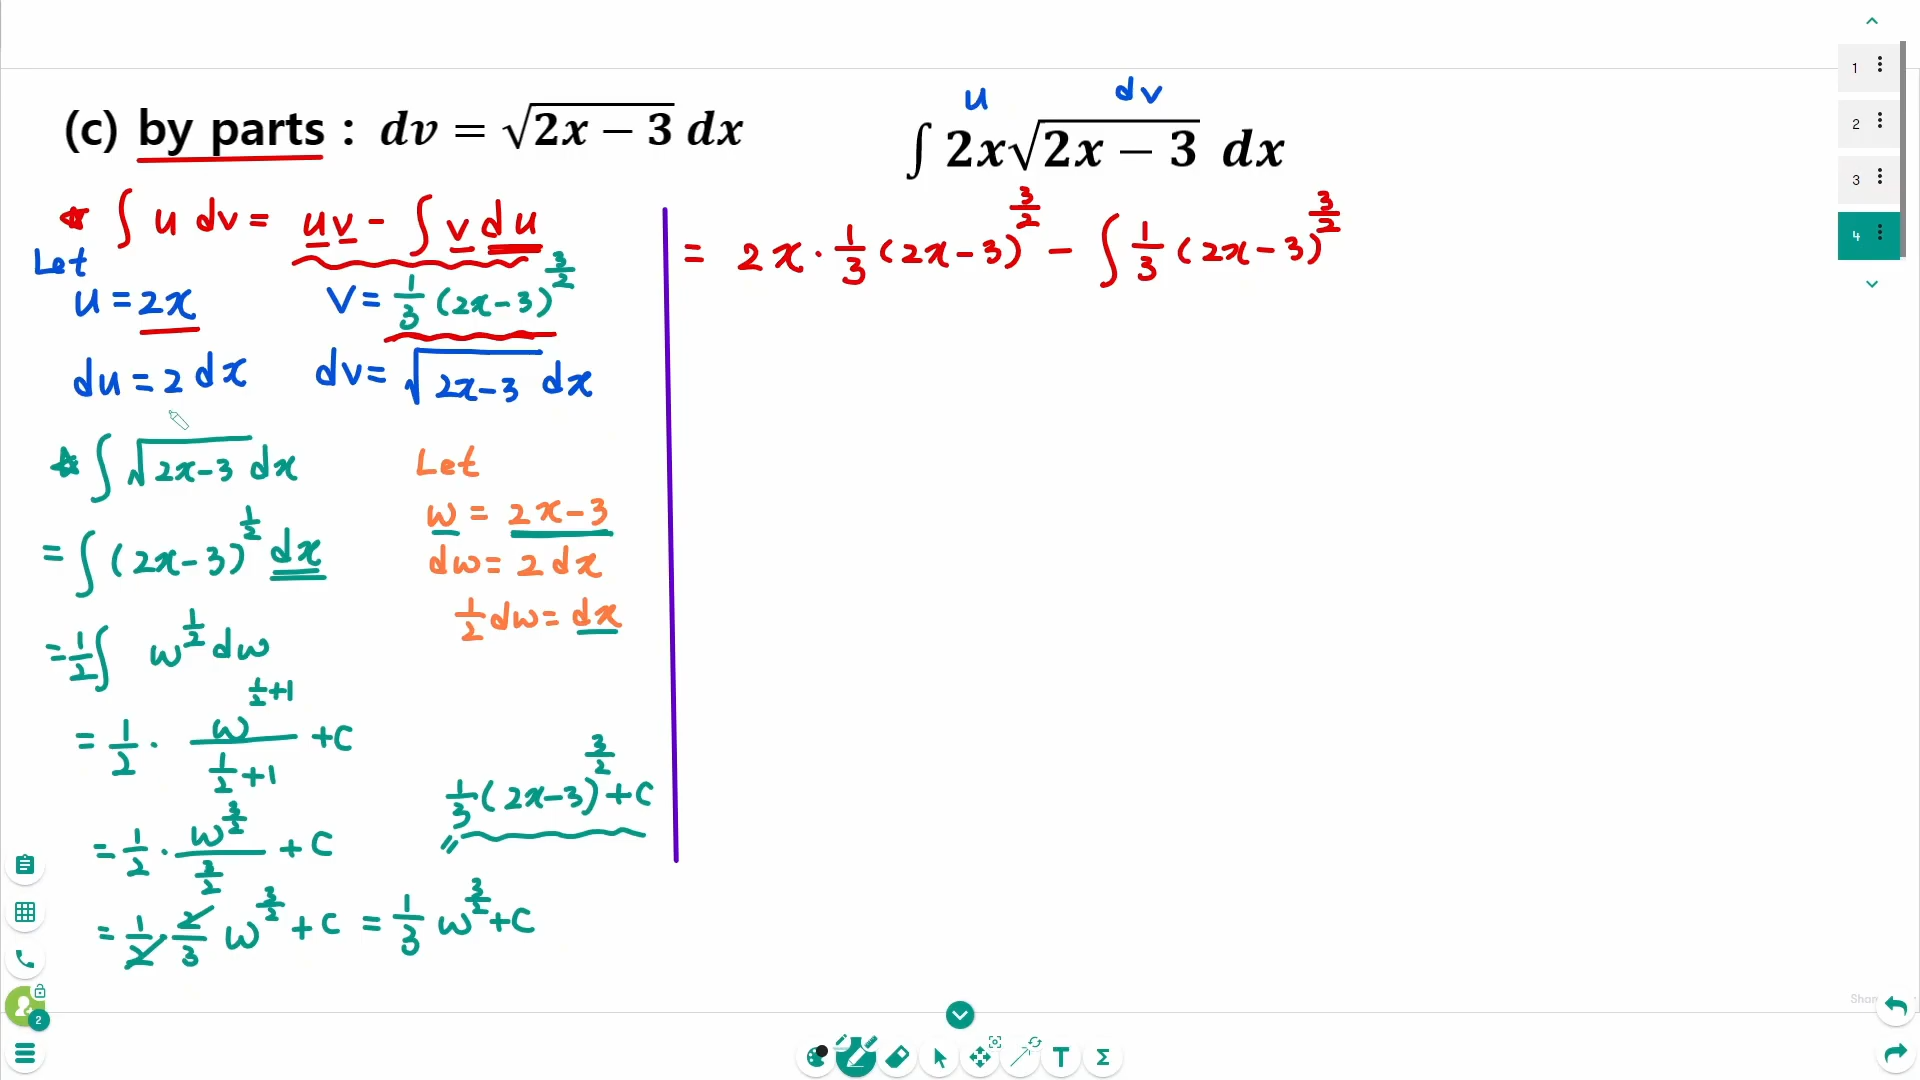 (c) by parts : dv = √(2x − 3) dx
u dv
∫ 2x√(2x − 3) dx
☆ ∫ u dv = uv − ∫ v du
Let
u = 2x
v = 1/3 (2x−3)^(3/2)
du = 2 dx
dv = √(2x−3) dx
☆ ∫ √(2x−3) dx
= ∫ (2x−3)^(1/2) dx
= 1/2 ∫ w^(1/2) dw
= 1/2 · w^(1/2+1) / (1/2+1) + C
= 1/2 · w^(3/2) / (3/2) + C
= 1/2 · 2/3 w^(3/2) + C = 1/3 w^(3/2) + C
= 1/3 (2x−3)^(3/2) + C
Let
w = 2x−3
dw = 2 dx
1/2 dw = dx
= 2x · 1/3 (2x−3)^(3/2) − ∫ 1/3 (2x−3)^(3/2)
1
2
3
4
2
T
Σ